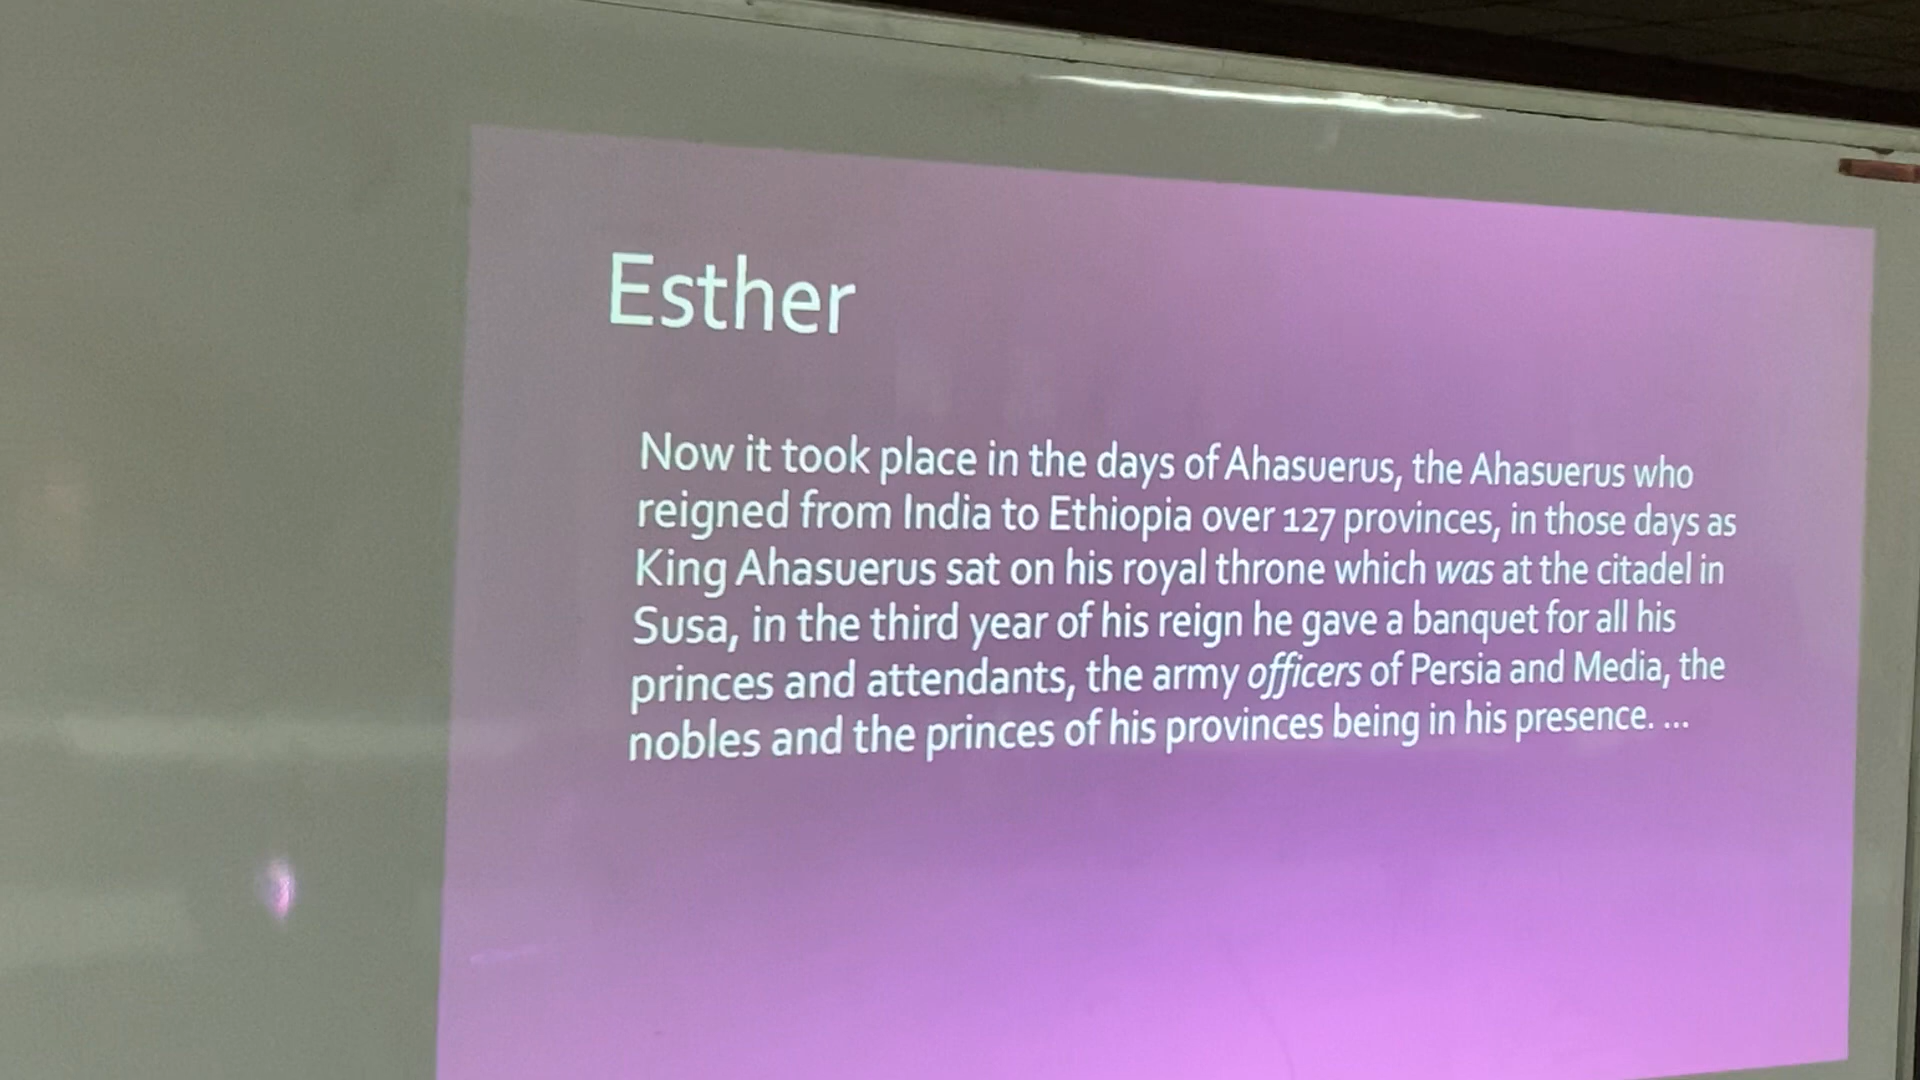 Esther
Now it took place in the days of Ahasuerus, the Ahasuerus who
reigned from India to Ethiopia over 127 provinces, in those days as
King Ahasuerus sat on his royal throne which was at the citadel in
Susa, in the third year of his reign he gave a banquet for all his
princes and attendants, the army officers of Persia and Media, the
nobles and the princes of his provinces being in his presence. ...